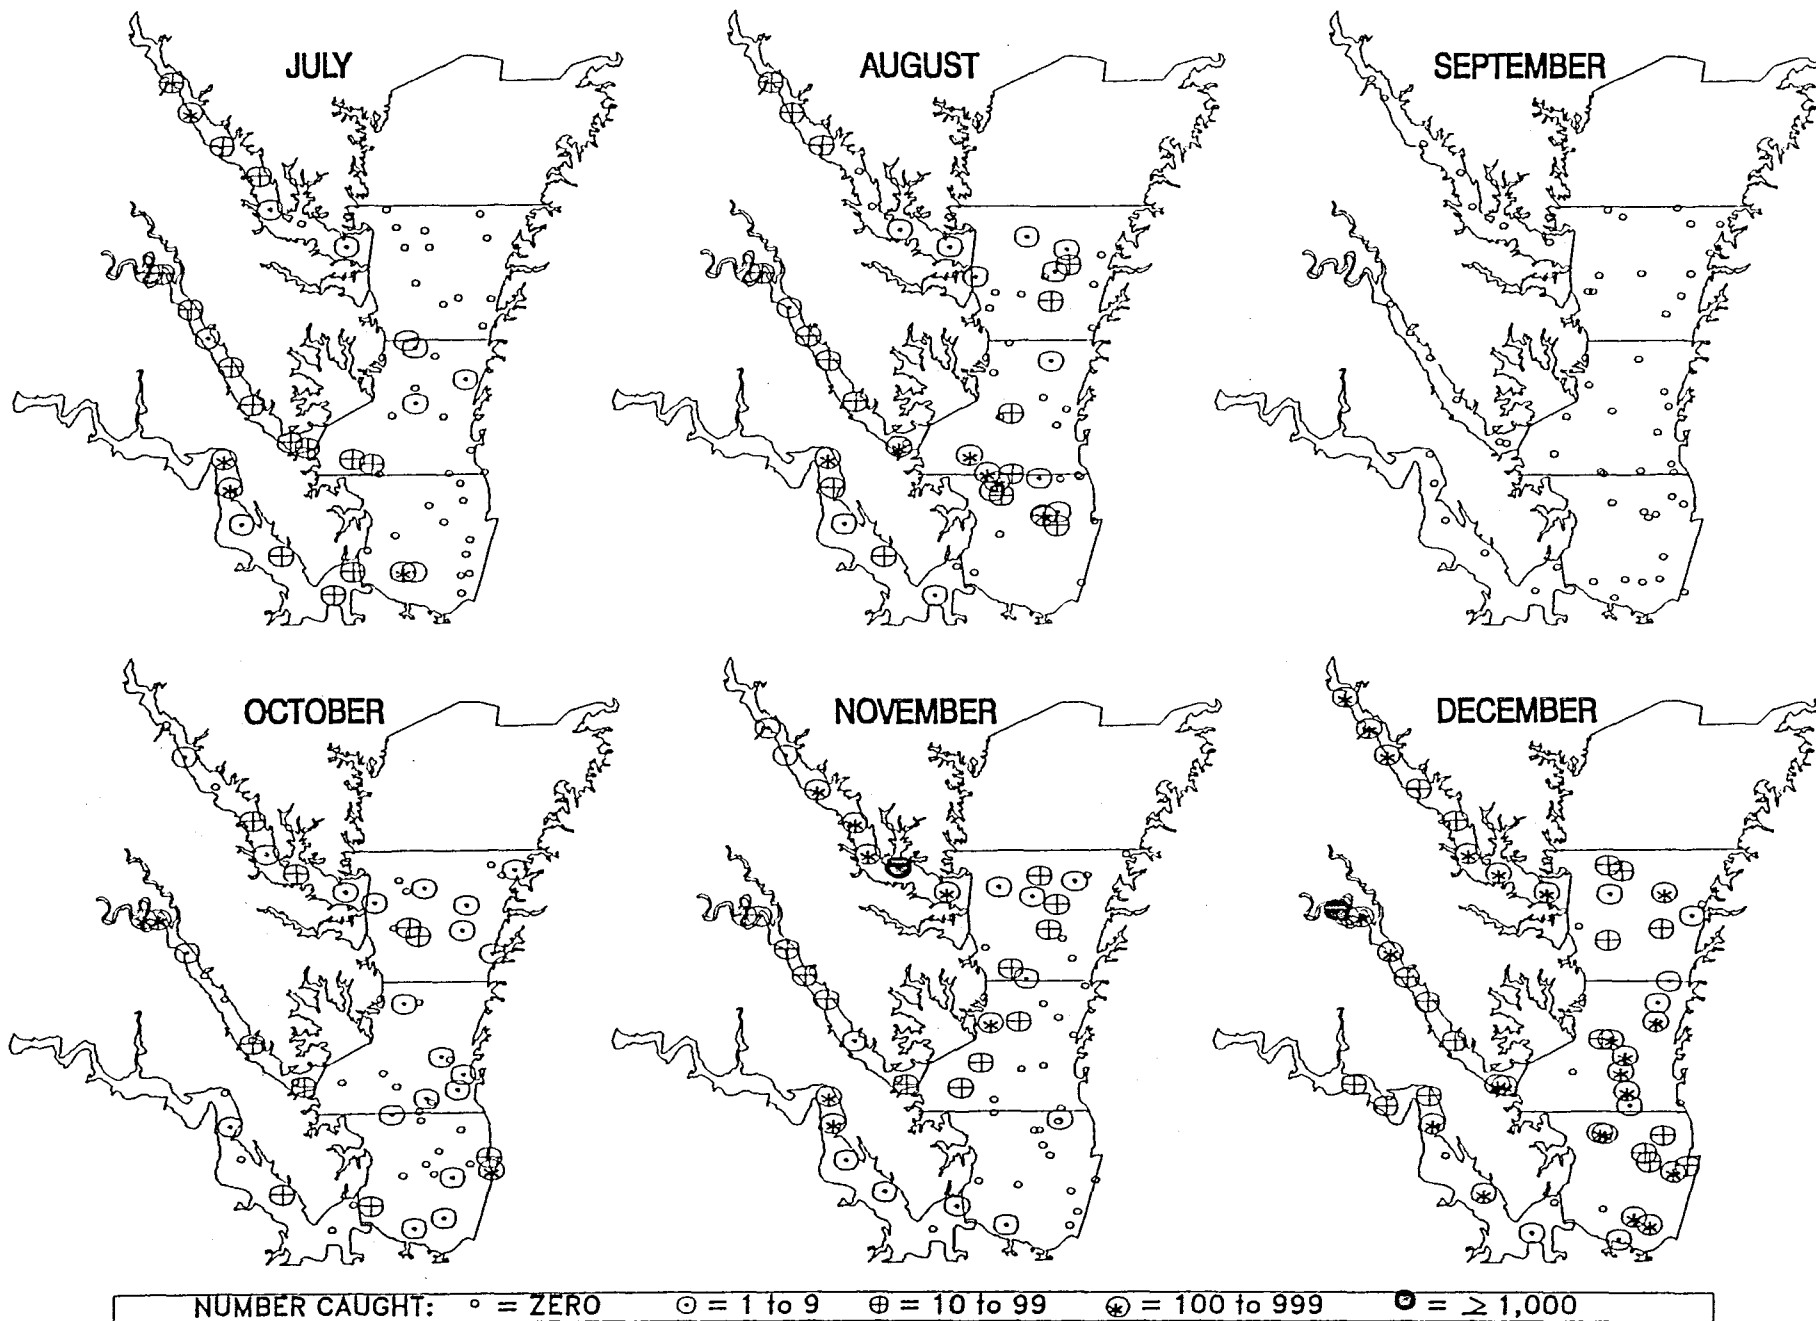 JULY AUGUST SEPTEMBER
OCTOBER NOVEMBER DECEMBER
NUMBER CAUGHT: ○ = ZERO ⊙ = 1 to 9 ⊕ = 10 to 99 ⊛ = 100 to 999 = ≥ 1,000